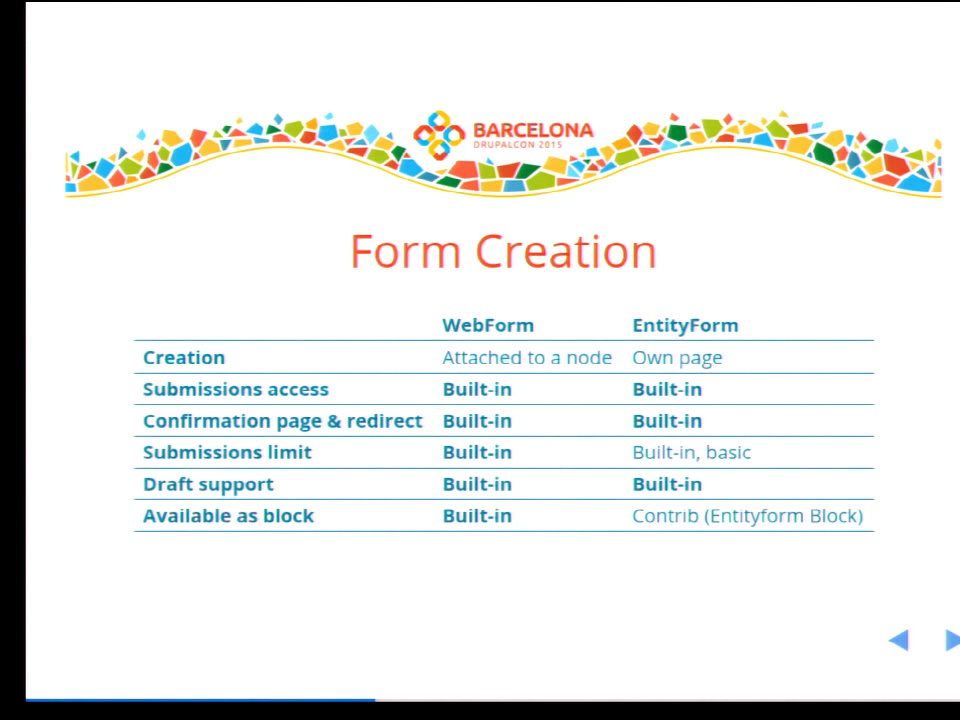 BARCELONA
DRUPALCON 2015
Form Creation
WebForm EntityForm
Creation Attached to a node Own page
Submissions access Built-in Built-in
Confirmation page & redirect Built-in Built-in
Submissions limit Built-in Built-in, basic
Draft support Built-in Built-in
Available as block Built-in Contrib (Entityform Block)